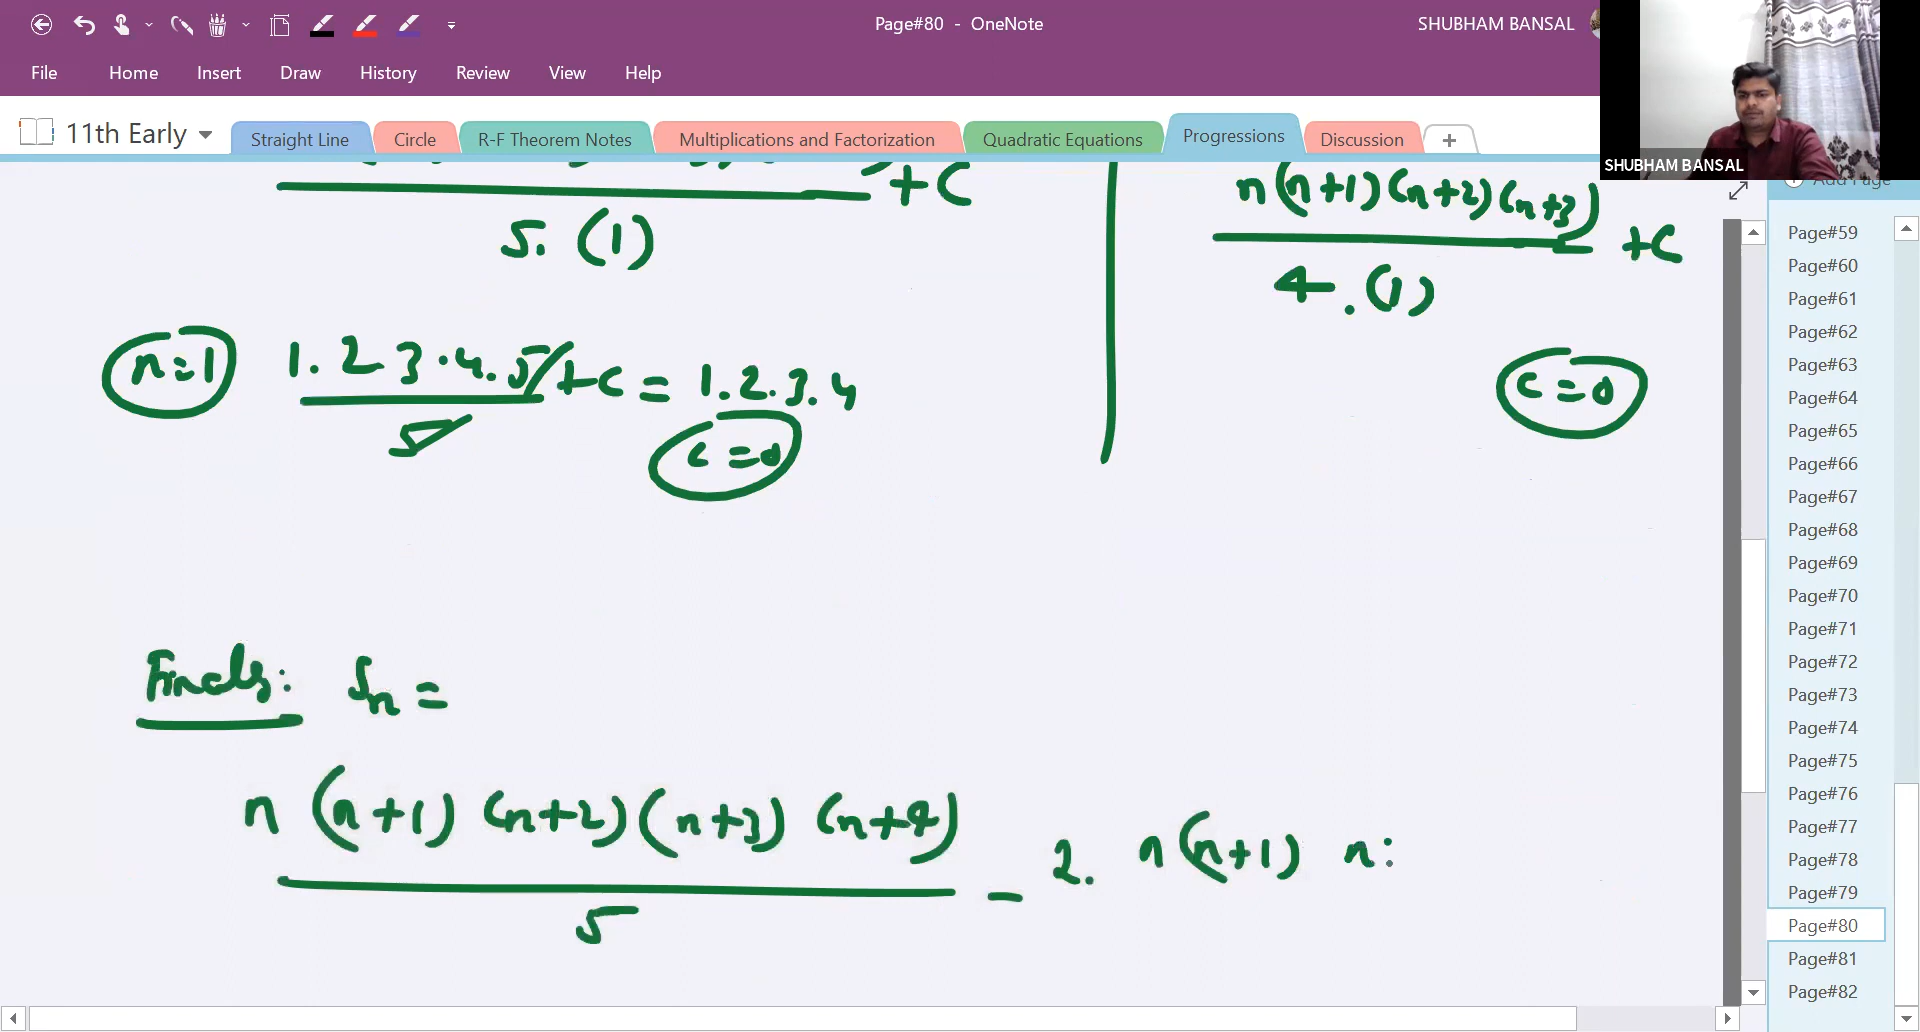 Page#80 - OneNote
SHUBHAM BANSAL
File Home Insert Draw History Review View Help
11th Early
Straight Line
Circle
R-F Theorem Notes
Multiplications and Factorization
Quadratic Equations
Progressions
Discussion
+
SHUBHAM BANSAL
+ C
5. (1)
n(n+1)(n+2)(n+3)
+C
4.(1)
n=1
1.2 3.4.5
+C = 1.2.3.4
5
C=0
C=0
Finally: Sn =
n (n+1) (n+2) (n+3) (n+4)
5
- 2. n(n+1) n:
Add Page
Page#59
Page#60
Page#61
Page#62
Page#63
Page#64
Page#65
Page#66
Page#67
Page#68
Page#69
Page#70
Page#71
Page#72
Page#73
Page#74
Page#75
Page#76
Page#77
Page#78
Page#79
Page#80
Page#81
Page#82